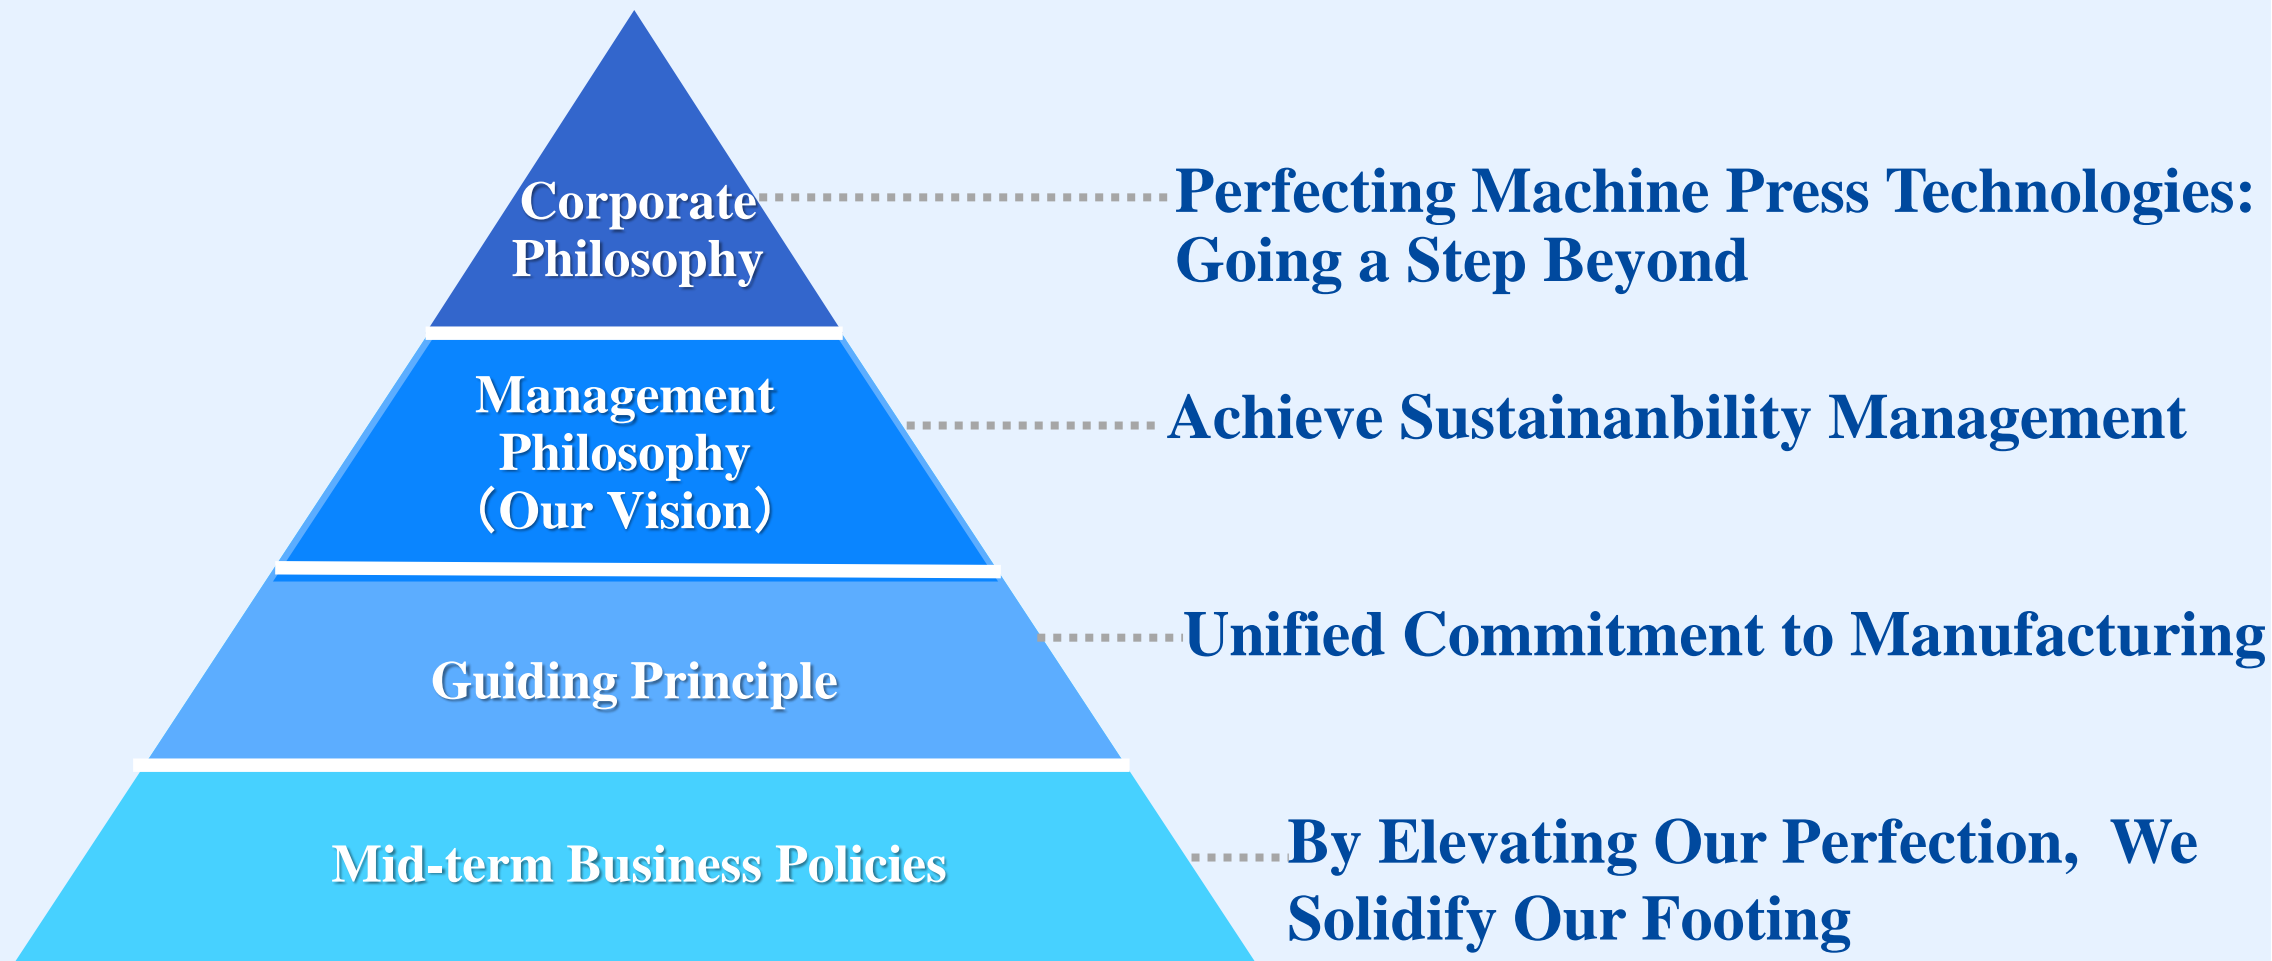 Corporate
Philosophy
Perfecting Machine Press Technologies:
Going a Step Beyond
Management
Philosophy
（Our Vision）
Achieve Sustainanbility Management
Guiding Principle
Unified Commitment to Manufacturing
Mid-term Business Policies
By Elevating Our Perfection,  We
Solidify Our Footing